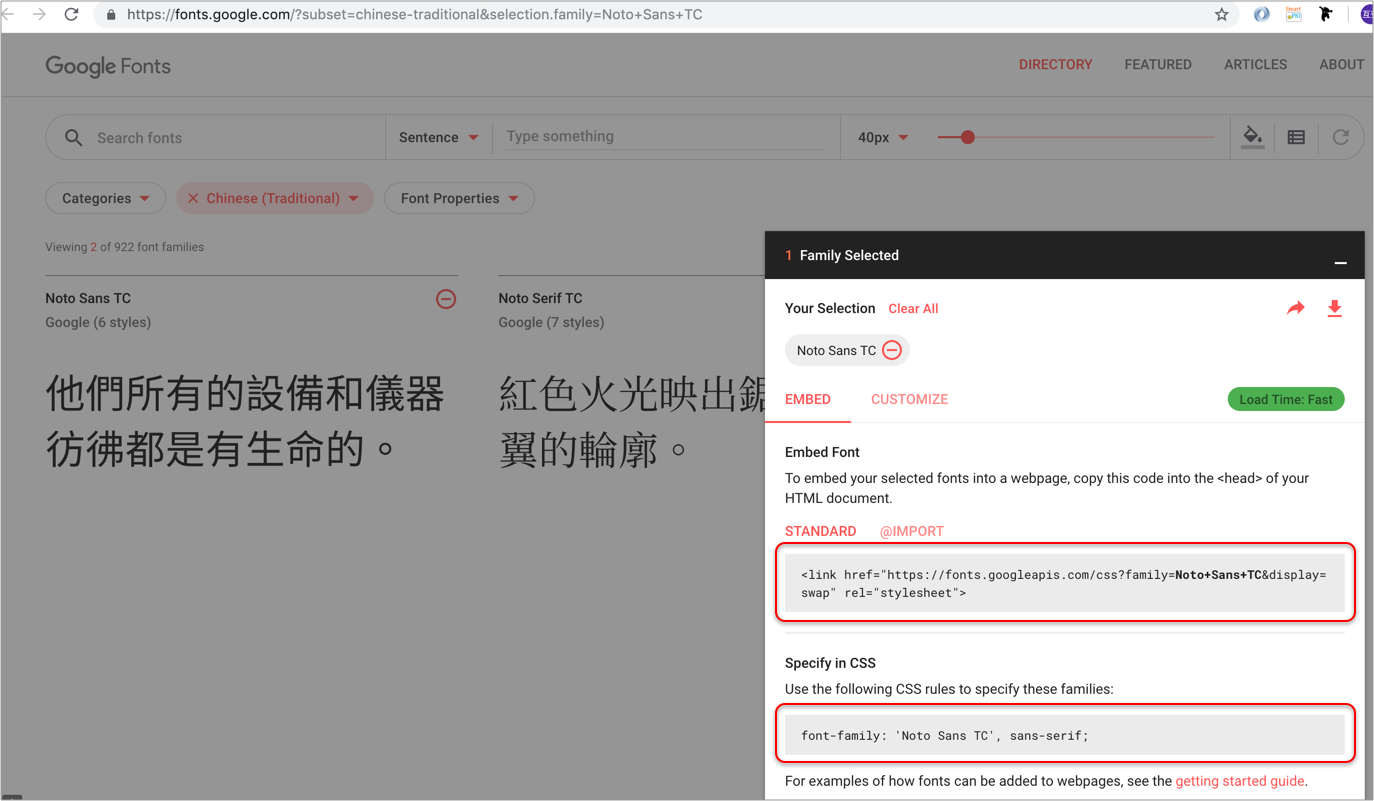 https://fonts.google.com/?subset=chinese-traditional&selection.family=Noto+Sans+TC
Google Fonts
DIRECTORY FEATURED ARTICLES ABOUT
Search fonts Sentence Type something 40px
Categories Chinese (Traditional) Font Properties
Viewing 2 of 922 font families
Noto Sans TC
Google (6 styles)
他們所有的設備和儀器
彷彿都是有生命的。
Noto Serif TC
Google (7 styles)
紅色火光映出鋸
翼的輪廓。
1 Family Selected
Your Selection Clear All
Noto Sans TC
EMBED CUSTOMIZE Load Time: Fast
Embed Font
To embed your selected fonts into a webpage, copy this code into the <head> of your
HTML document.
STANDARD @IMPORT
<link href="https://fonts.googleapis.com/css?family=Noto+Sans+TC&display=
swap" rel="stylesheet">
Specify in CSS
Use the following CSS rules to specify these families:
font-family: 'Noto Sans TC', sans-serif;
For examples of how fonts can be added to webpages, see the getting started guide.